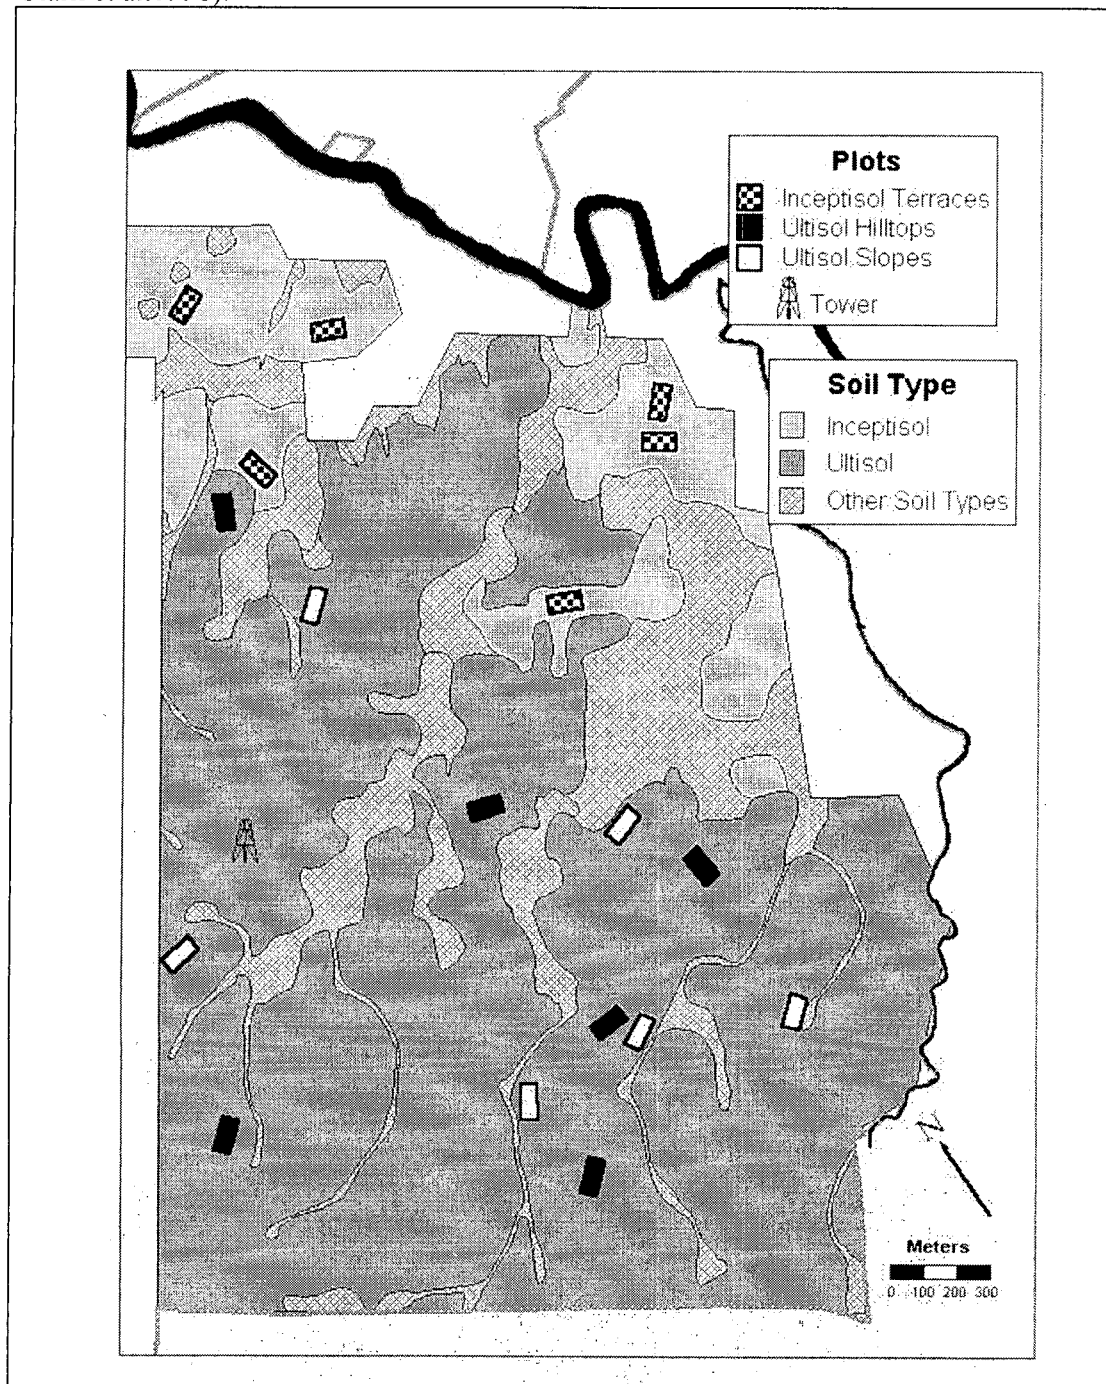 Plots
Inceptisol Terraces
Ultisol Hilltops
Ultisol Slopes
Tower
Soil Type
Inceptisol
Ultisol
Other Soil Types
N
Meters
0 100 200 300